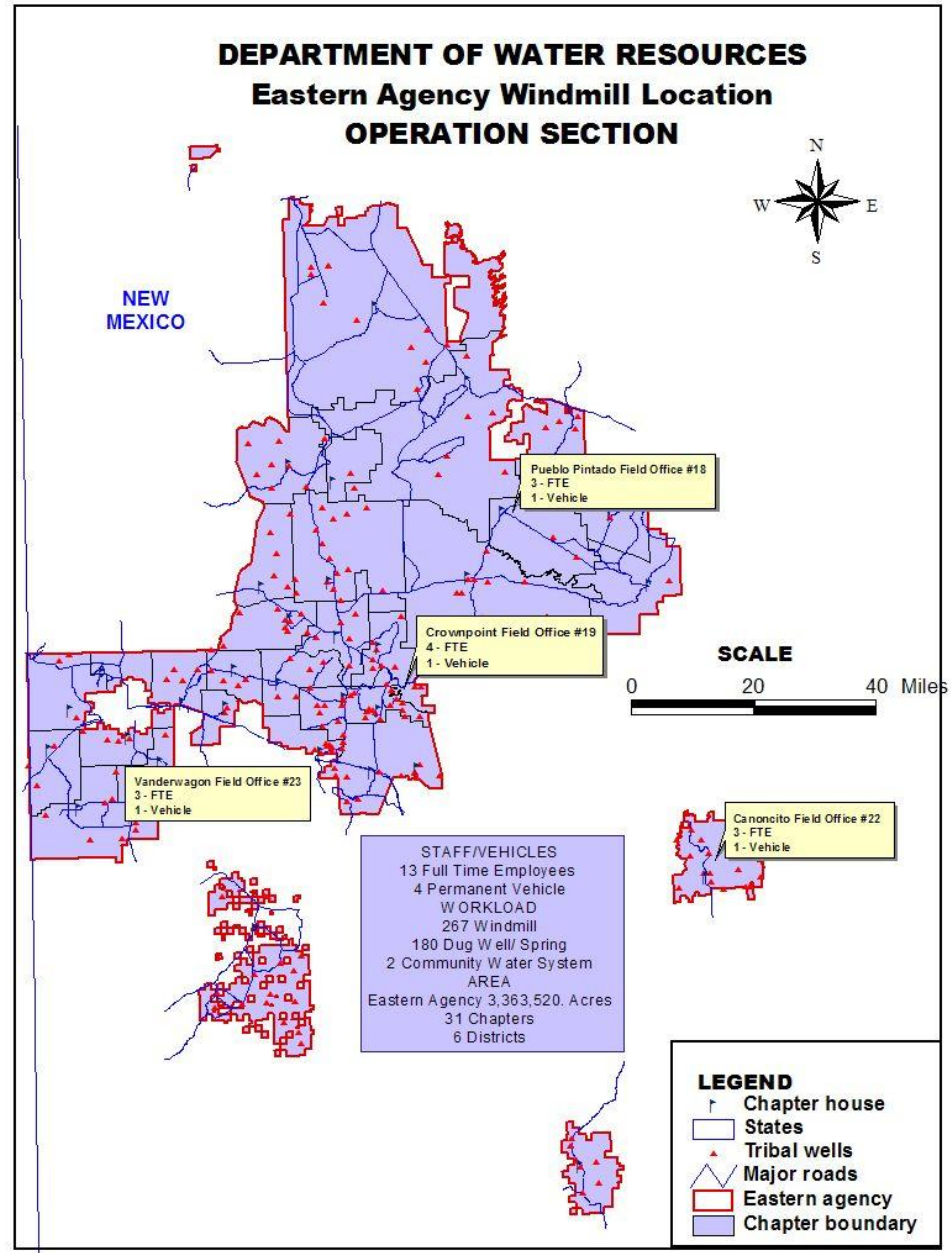 DEPARTMENT OF WATER RESOURCES
Eastern Agency Windmill Location
OPERATION SECTION
N
W
E
S
NEW
MEXICO
Pueblo Pintado Field Office #18
3 - FTE
1 - Vehicle
Crownpoint Field Office #19
4 - FTE
1 - Vehicle
SCALE
0 20 40 Miles
Vanderwagon Field Office #23
3 - FTE
1 - Vehicle
Canoncito Field Office #22
3 - FTE
1 - Vehicle
STAFF/VEHICLES
13 Full Time Employees
4 Permanent Vehicle
WORKLOAD
267 Windmill
180 Dug Well/ Spring
2 Community Water System
AREA
Eastern Agency 3,363,520. Acres
31 Chapters
6 Districts
LEGEND
Chapter house
States
Tribal wells
Major roads
Eastern agency
Chapter boundary